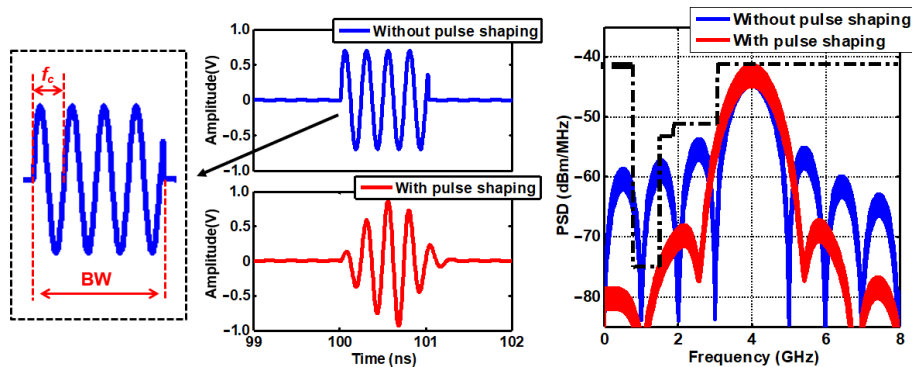 f_c
BW
Without pulse shaping
Amplitude(V)
1.0
0.5
0
−0.5
−1.0
With pulse shaping
Amplitude(V)
1.0
0.5
0
0.5
1.0
99
100
101
102
Time (ns)
Without pulse shaping
With pulse shaping
PSD (dBm/MHz)
−40
−50
−60
−70
−80
0
2
4
6
8
Frequency (GHz)